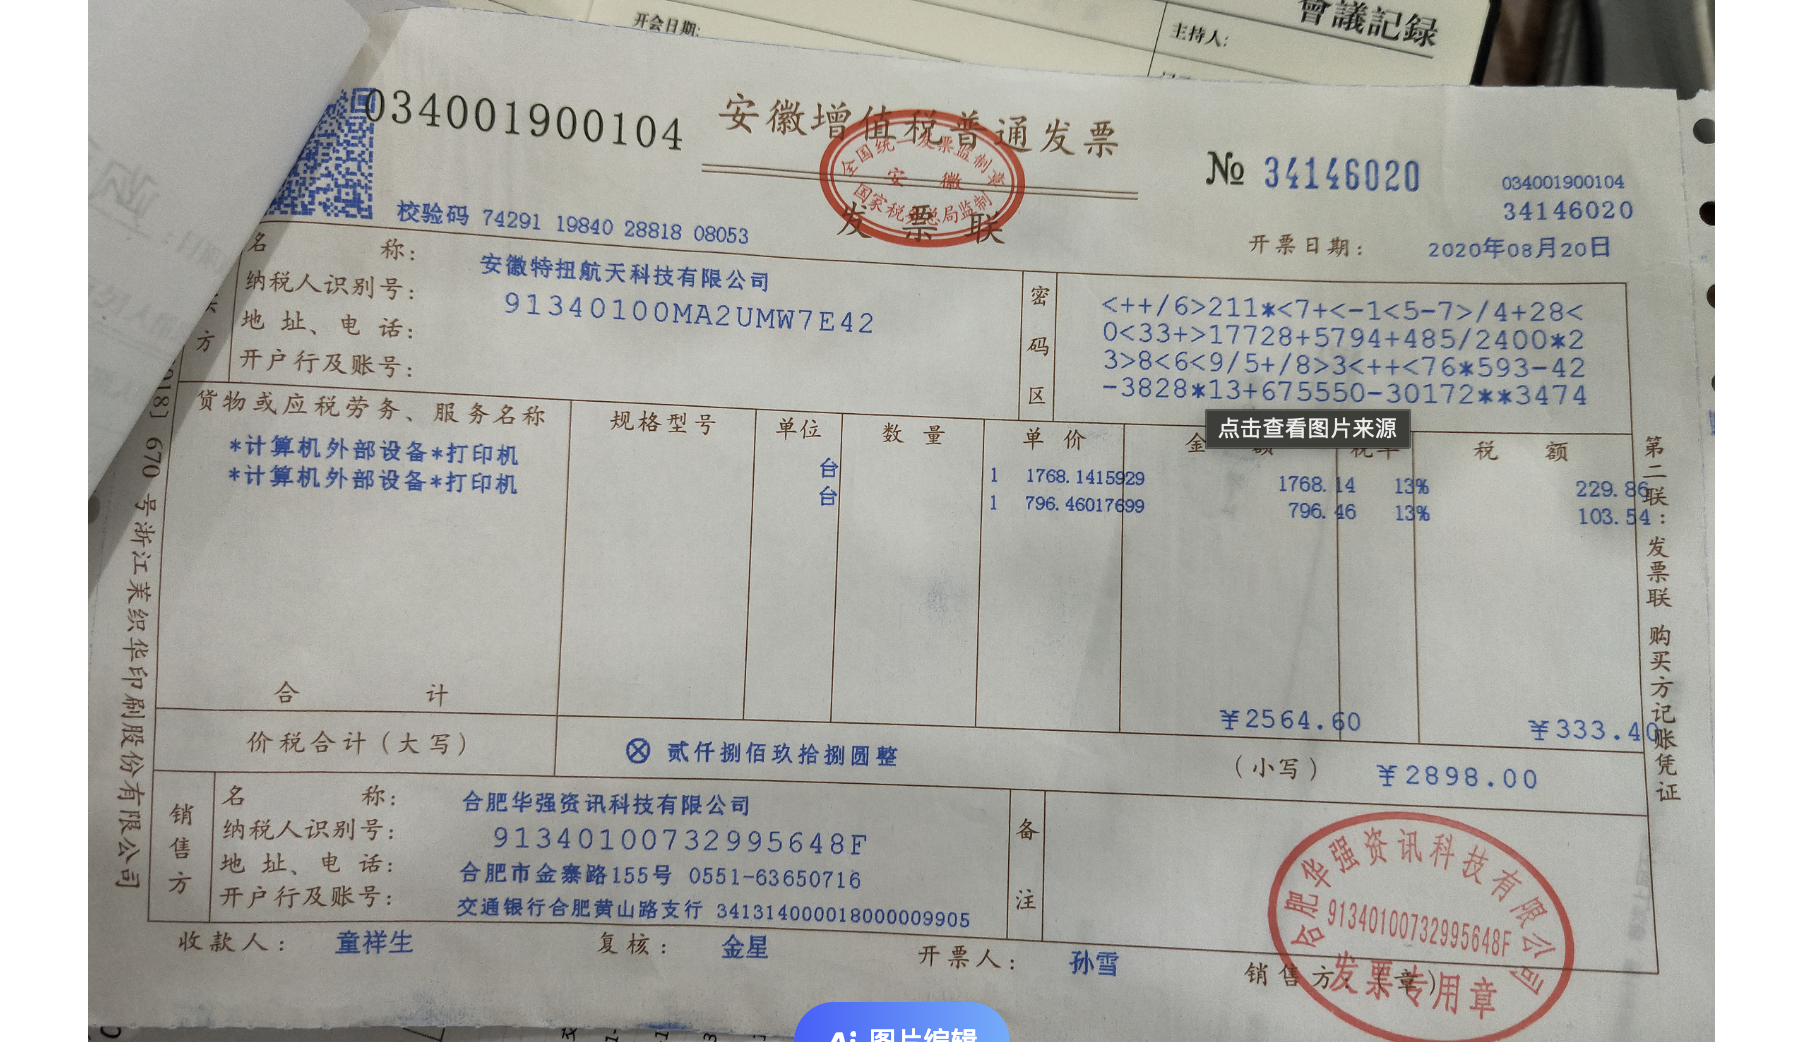 會議記録
开会日期:
主持人:
034001900104
安徽增值税普通发票
全国统一发票监制章
安徽
国家税务总局监制
发票联
№ 34146020
034001900104
34146020
校验码 74291 19840 28818 08053
开票日期: 2020年08月20日
买方
名称: 安徽特扭航天科技有限公司
纳税人识别号: 91340100MA2UMW7E42
地址、电话:
开户行及账号:
密码区
<++/6>211*<7+<-1<5-7>/4+28<
0<33+>17728+5794+485/2400*2
3>8<6<9/5+/8>3<++<76*593-42
-3828*13+675550-30172**3474
点击查看图片来源
货物或应税劳务、服务名称 规格型号 单位 数量 单价 金额 税率 税额
*计算机外部设备*打印机 台 1 1768.1415929 1768.14 13% 229.86
*计算机外部设备*打印机 台 1 796.46017699 796.46 13% 103.54
合计 ¥2564.60 ¥333.40
价税合计(大写) ⊗ 贰仟捌佰玖拾捌圆整 (小写) ¥2898.00
销售方
名称: 合肥华强资讯科技有限公司
纳税人识别号: 91340100732995648F
地址、电话: 合肥市金寨路155号 0551-63650716
开户行及账号: 交通银行合肥黄山路支行 341314000018000009905
备注
收款人: 童祥生 复核: 金星 开票人: 孙雪 销售方:(章)
合肥华强资讯科技有限公司
91340100732995648F
发票专用章
第二联:发票联 购买方记账凭证
018〕670号浙江莱织华印刷股份有限公司
Ai 图片编辑